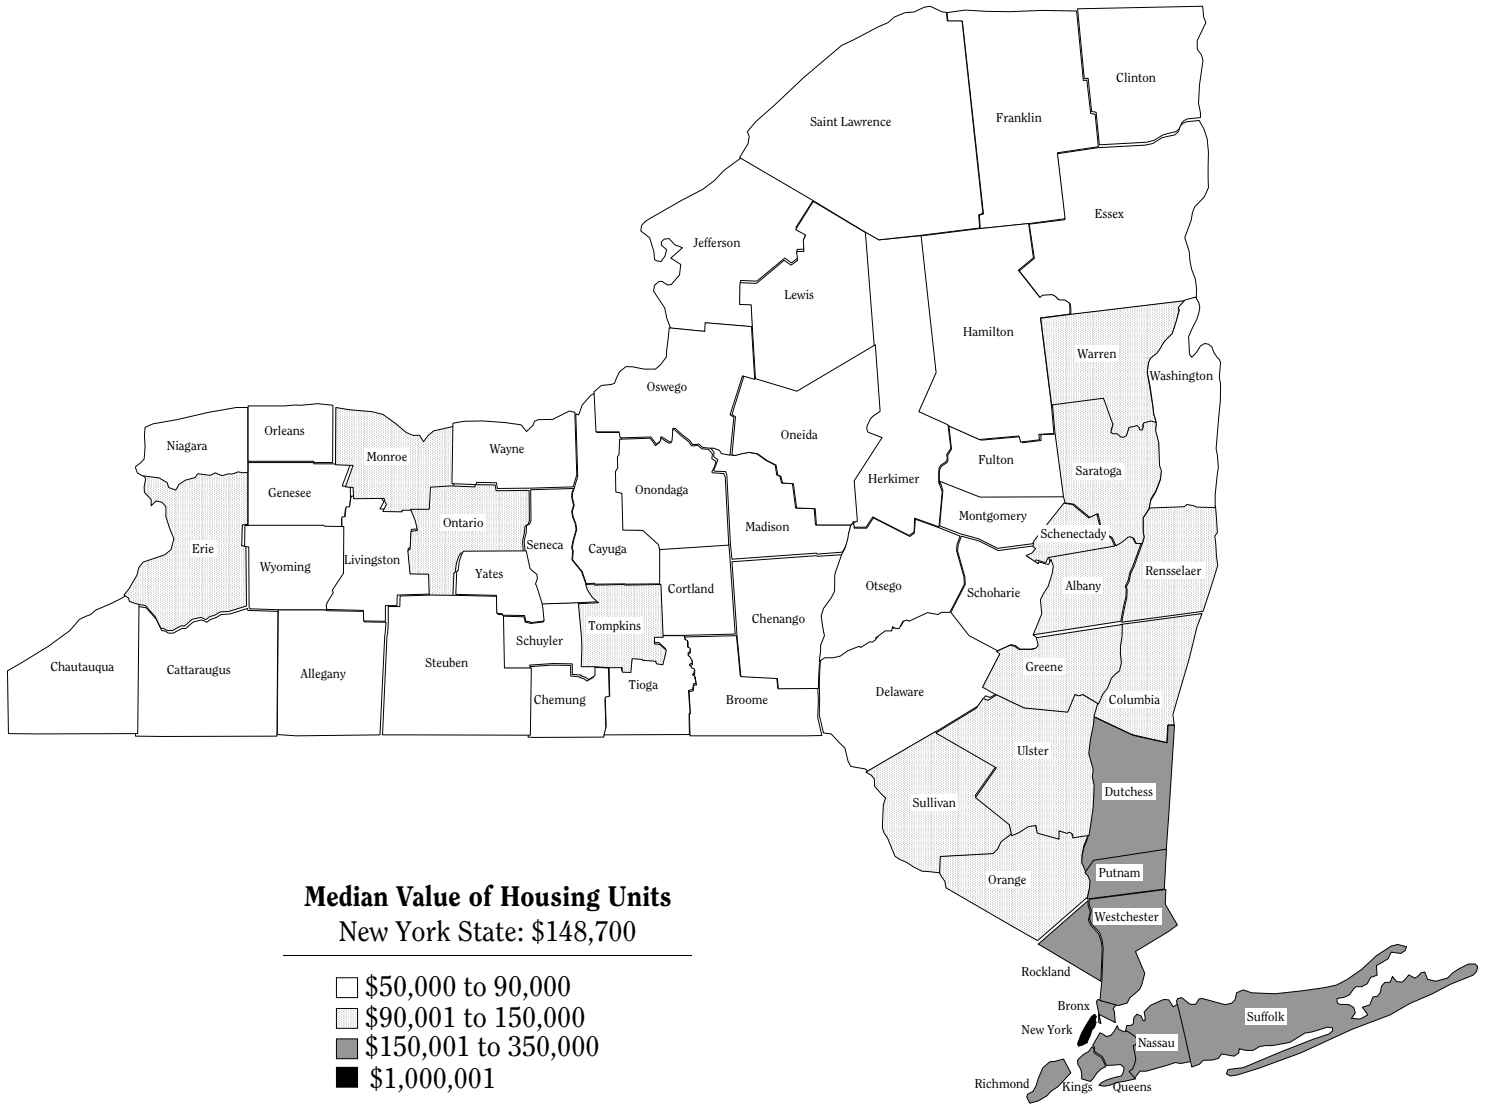 Clinton
Franklin
Saint Lawrence
Essex
Jefferson
Lewis
Hamilton
Warren
Washington
Oswego
Orleans
Niagara
Monroe
Wayne
Oneida
Fulton
Saratoga
Herkimer
Genesee
Onondaga
Montgomery
Ontario
Madison
Schenectady
Seneca
Erie
Cayuga
Livingston
Wyoming
Yates
Rensselaer
Otsego
Albany
Cortland
Schoharie
Chenango
Tompkins
Schuyler
Chautauqua
Cattaraugus
Allegany
Steuben
Greene
Tioga
Delaware
Chemung
Broome
Columbia
Ulster
Dutchess
Sullivan
Putnam
Orange
Westchester
Rockland
Bronx
Suffolk
New York
Nassau
Richmond
Kings
Queens
Median Value of Housing Units
New York State: $148,700
$50,000 to 90,000
$90,001 to 150,000
$150,001 to 350,000
$1,000,001